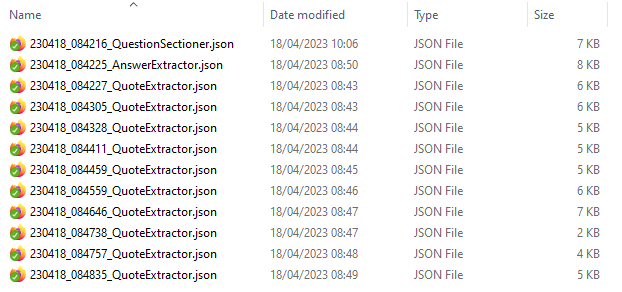 Name Date modified Type Size
230418_084216_QuestionSectioner.json 18/04/2023 10:06 JSON File 7 KB
230418_084225_AnswerExtractor.json 18/04/2023 08:50 JSON File 8 KB
230418_084227_QuoteExtractor.json 18/04/2023 08:43 JSON File 6 KB
230418_084305_QuoteExtractor.json 18/04/2023 08:43 JSON File 6 KB
230418_084328_QuoteExtractor.json 18/04/2023 08:44 JSON File 5 KB
230418_084411_QuoteExtractor.json 18/04/2023 08:44 JSON File 5 KB
230418_084459_QuoteExtractor.json 18/04/2023 08:45 JSON File 5 KB
230418_084559_QuoteExtractor.json 18/04/2023 08:46 JSON File 6 KB
230418_084646_QuoteExtractor.json 18/04/2023 08:47 JSON File 7 KB
230418_084738_QuoteExtractor.json 18/04/2023 08:47 JSON File 2 KB
230418_084757_QuoteExtractor.json 18/04/2023 08:48 JSON File 4 KB
230418_084835_QuoteExtractor.json 18/04/2023 08:49 JSON File 5 KB